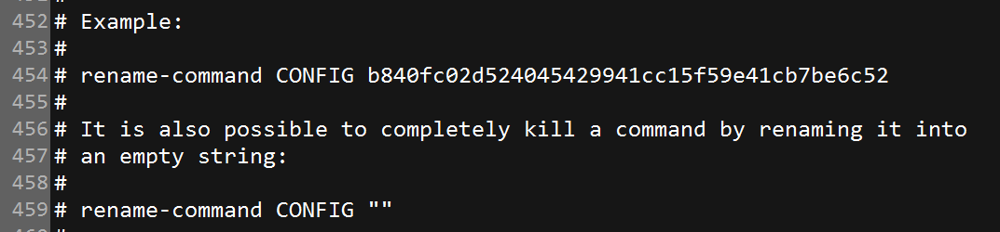 452 # Example:
453 #
454 # rename-command CONFIG b840fc02d524045429941cc15f59e41cb7be6c52
455 #
456 # It is also possible to completely kill a command by renaming it into
457 # an empty string:
458 #
459 # rename-command CONFIG ""